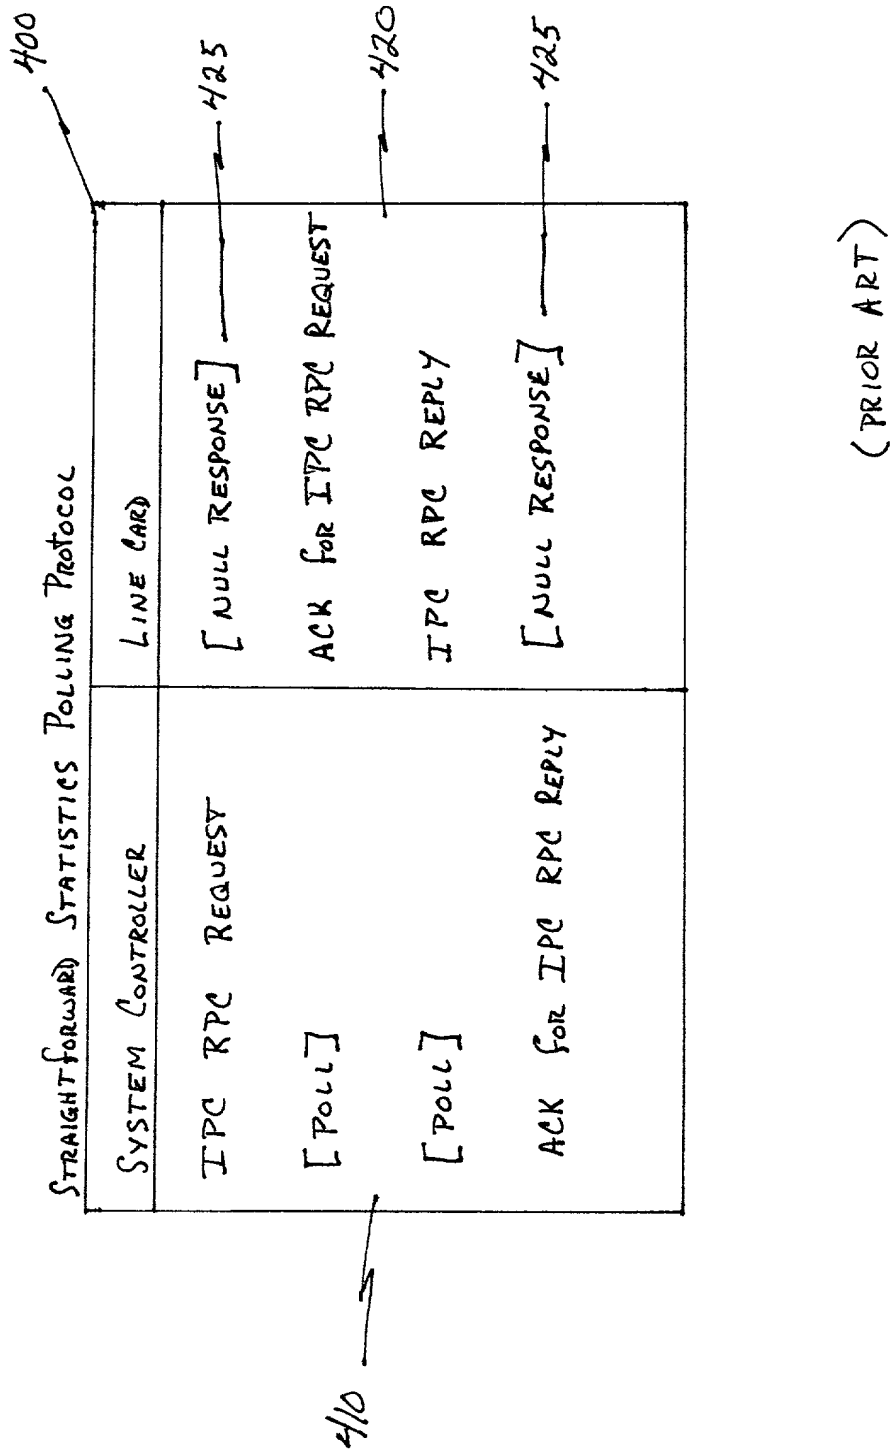 STRAIGHTforWARD STATISTICS POLLING PRotocol
SYSTEM CONTROLLER LINE CARD
IPC RPC REQUEST [NULL RESPONSE]
[POLL] ACK for IPC RPC REQUEST
[POLL] IPC RPC REPLY
ACK for IPC RPC REPLY [NULL RESPONSE]
400
425
420
425
410
(PRIOR ART)